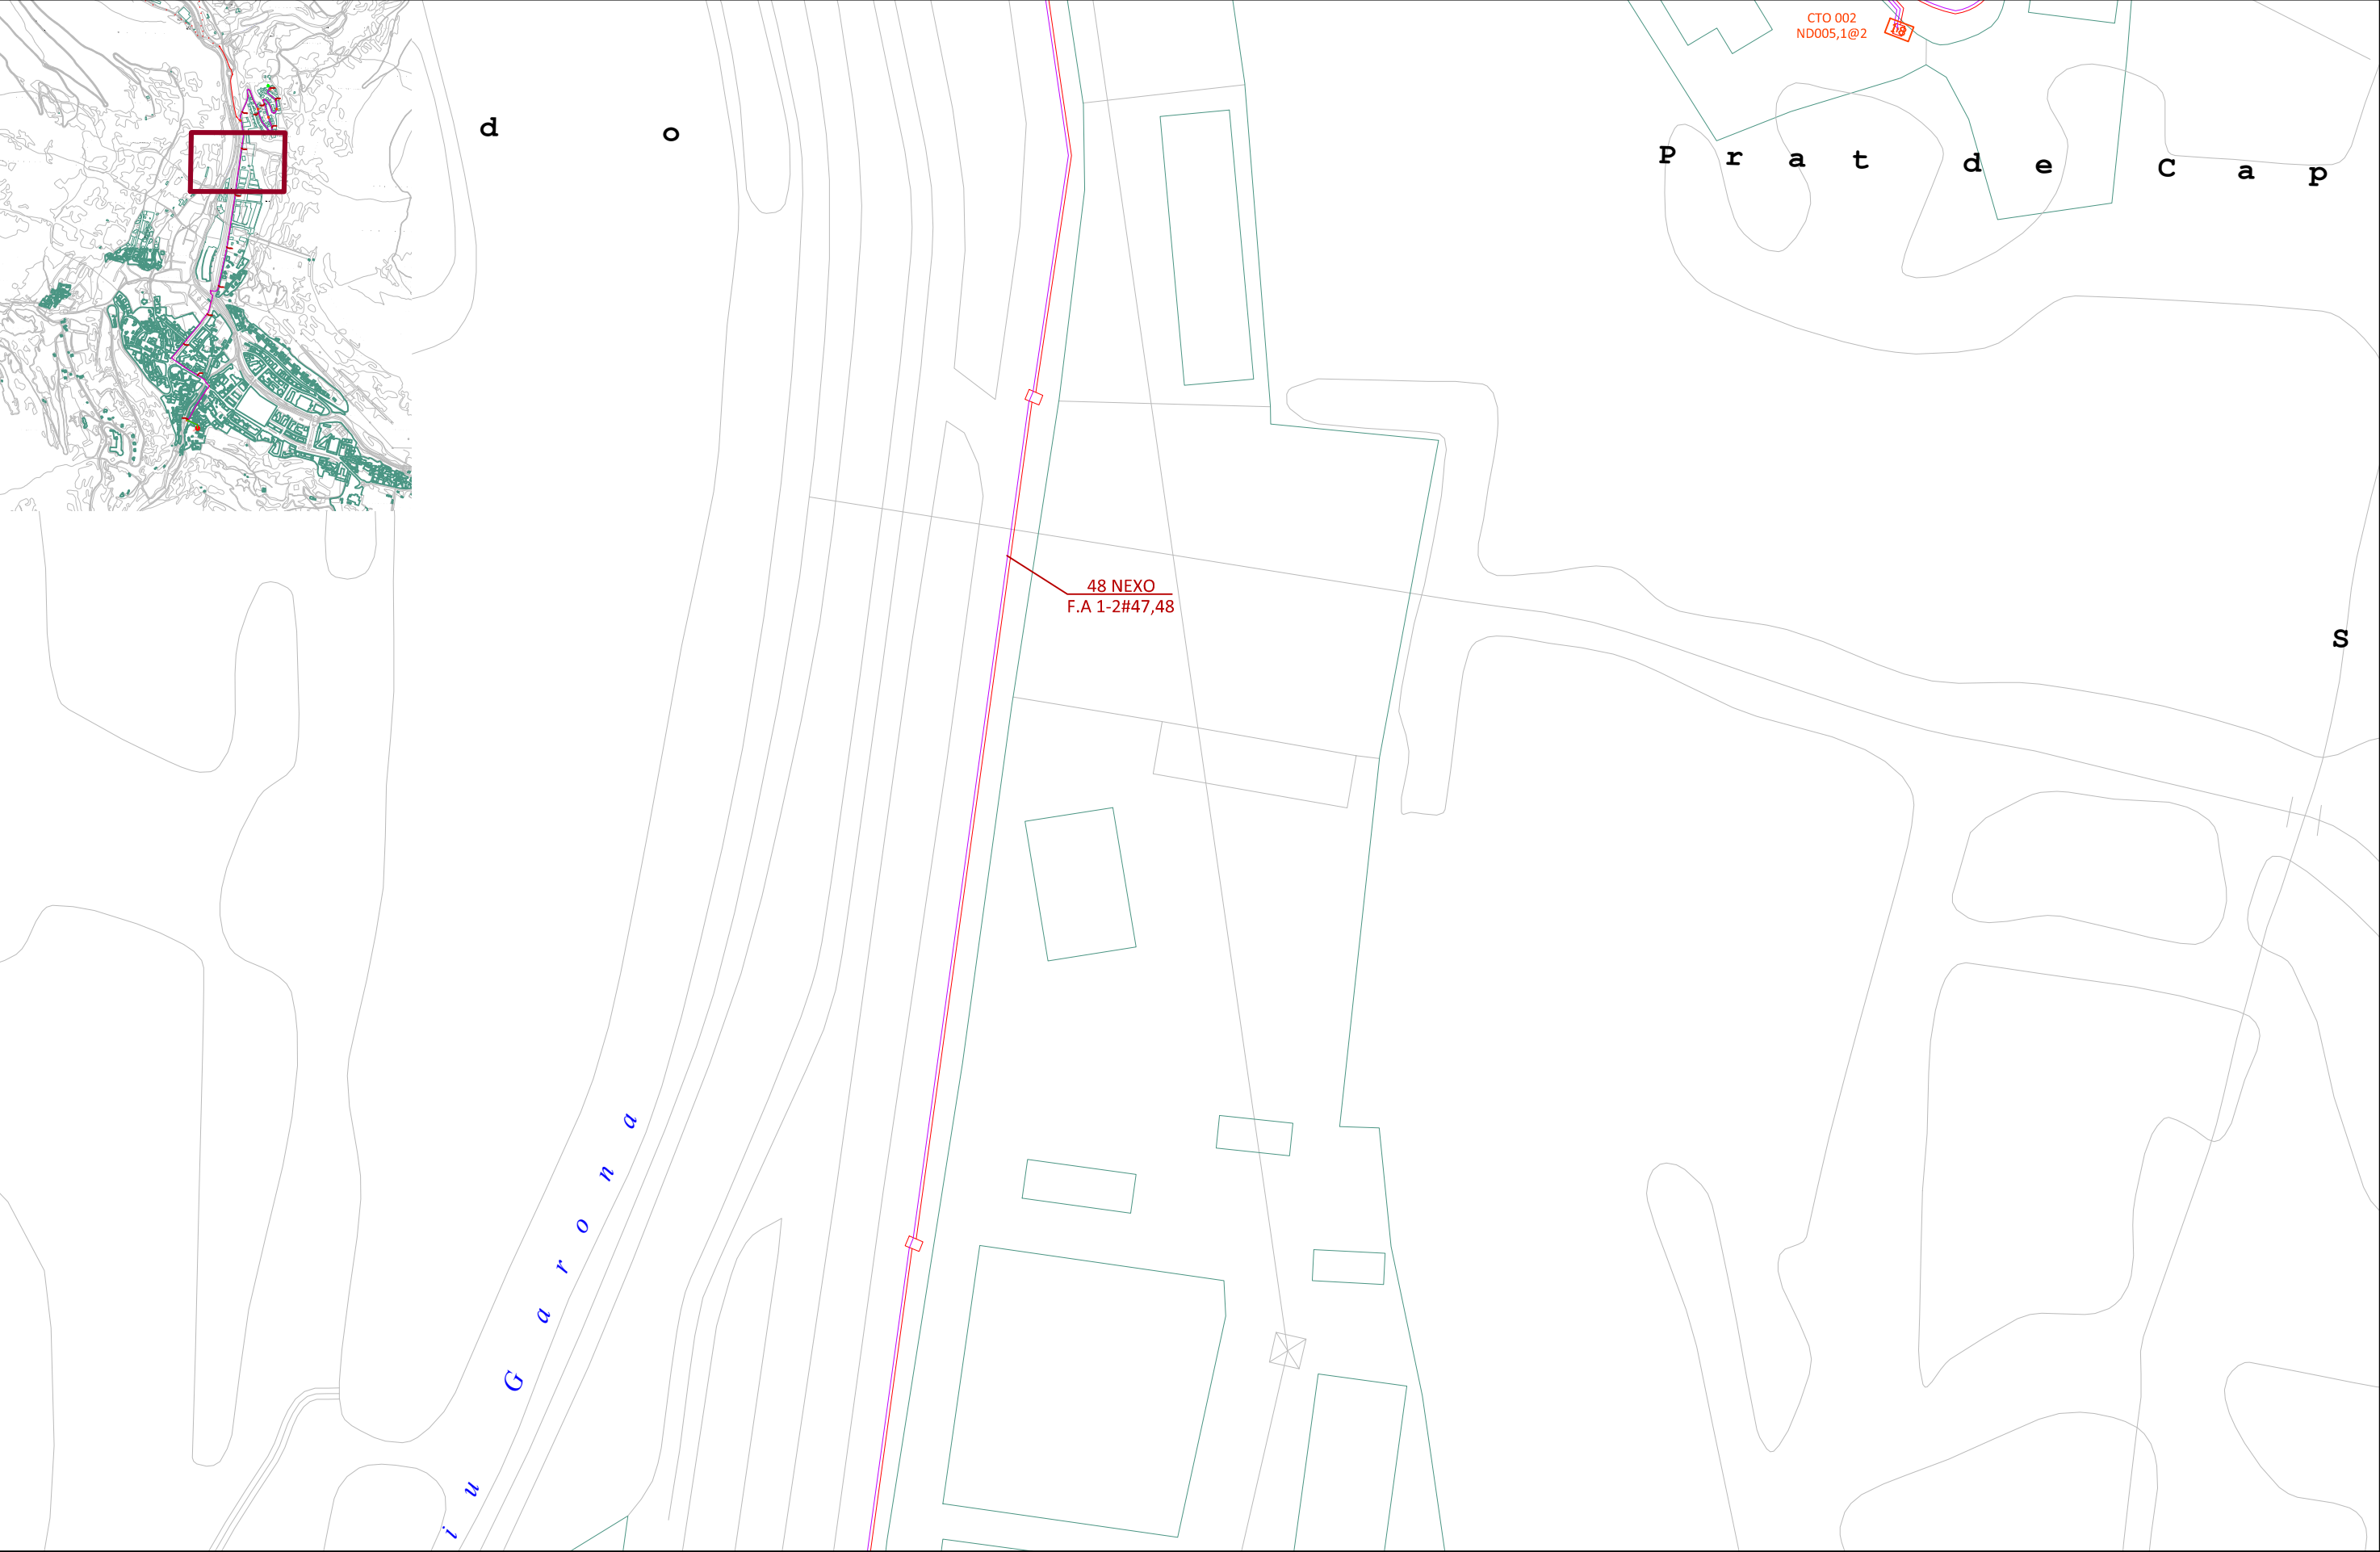 CTO 002
ND005,1@2
d o
P r a t d e C a p
48 NEXO
F.A 1-2#47,48
s
i u G a r o n a